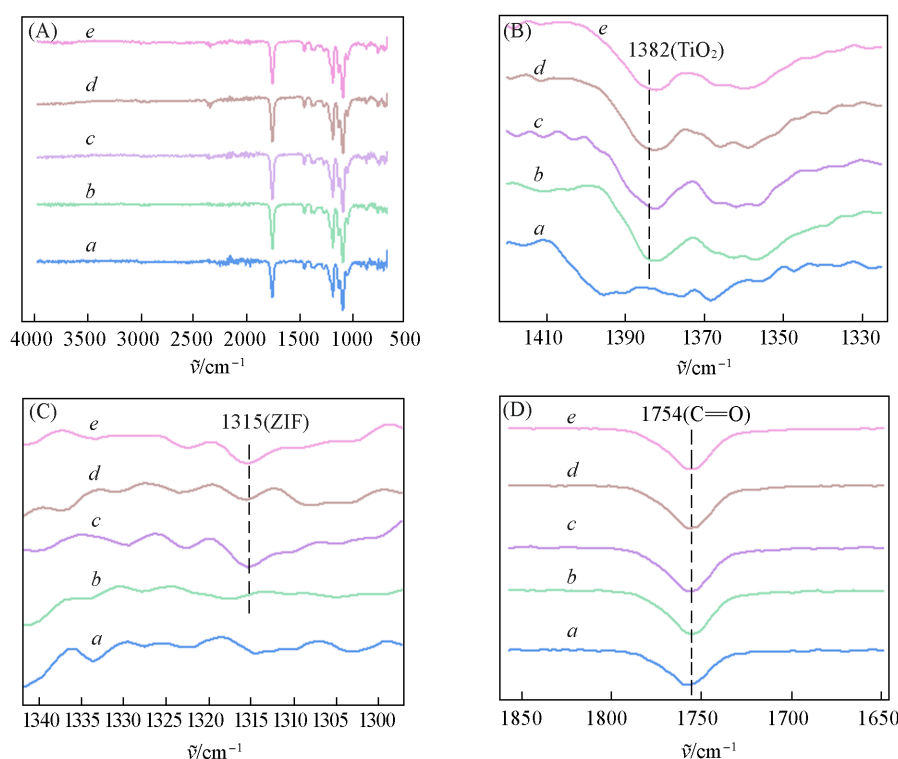 (A)
e
d
c
b
a
4000 3500 3000 2500 2000 1500 1000 500
ṽ/cm⁻¹
(B)
e
1382(TiO₂)
d
c
b
a
1410 1390 1370 1350 1330
ṽ/cm⁻¹
(C)
e
1315(ZIF)
d
c
b
a
1340 1335 1330 1325 1320 1315 1310 1305 1300
ṽ/cm⁻¹
(D)
e
1754(C=O)
d
c
b
a
1850 1800 1750 1700 1650
ṽ/cm⁻¹